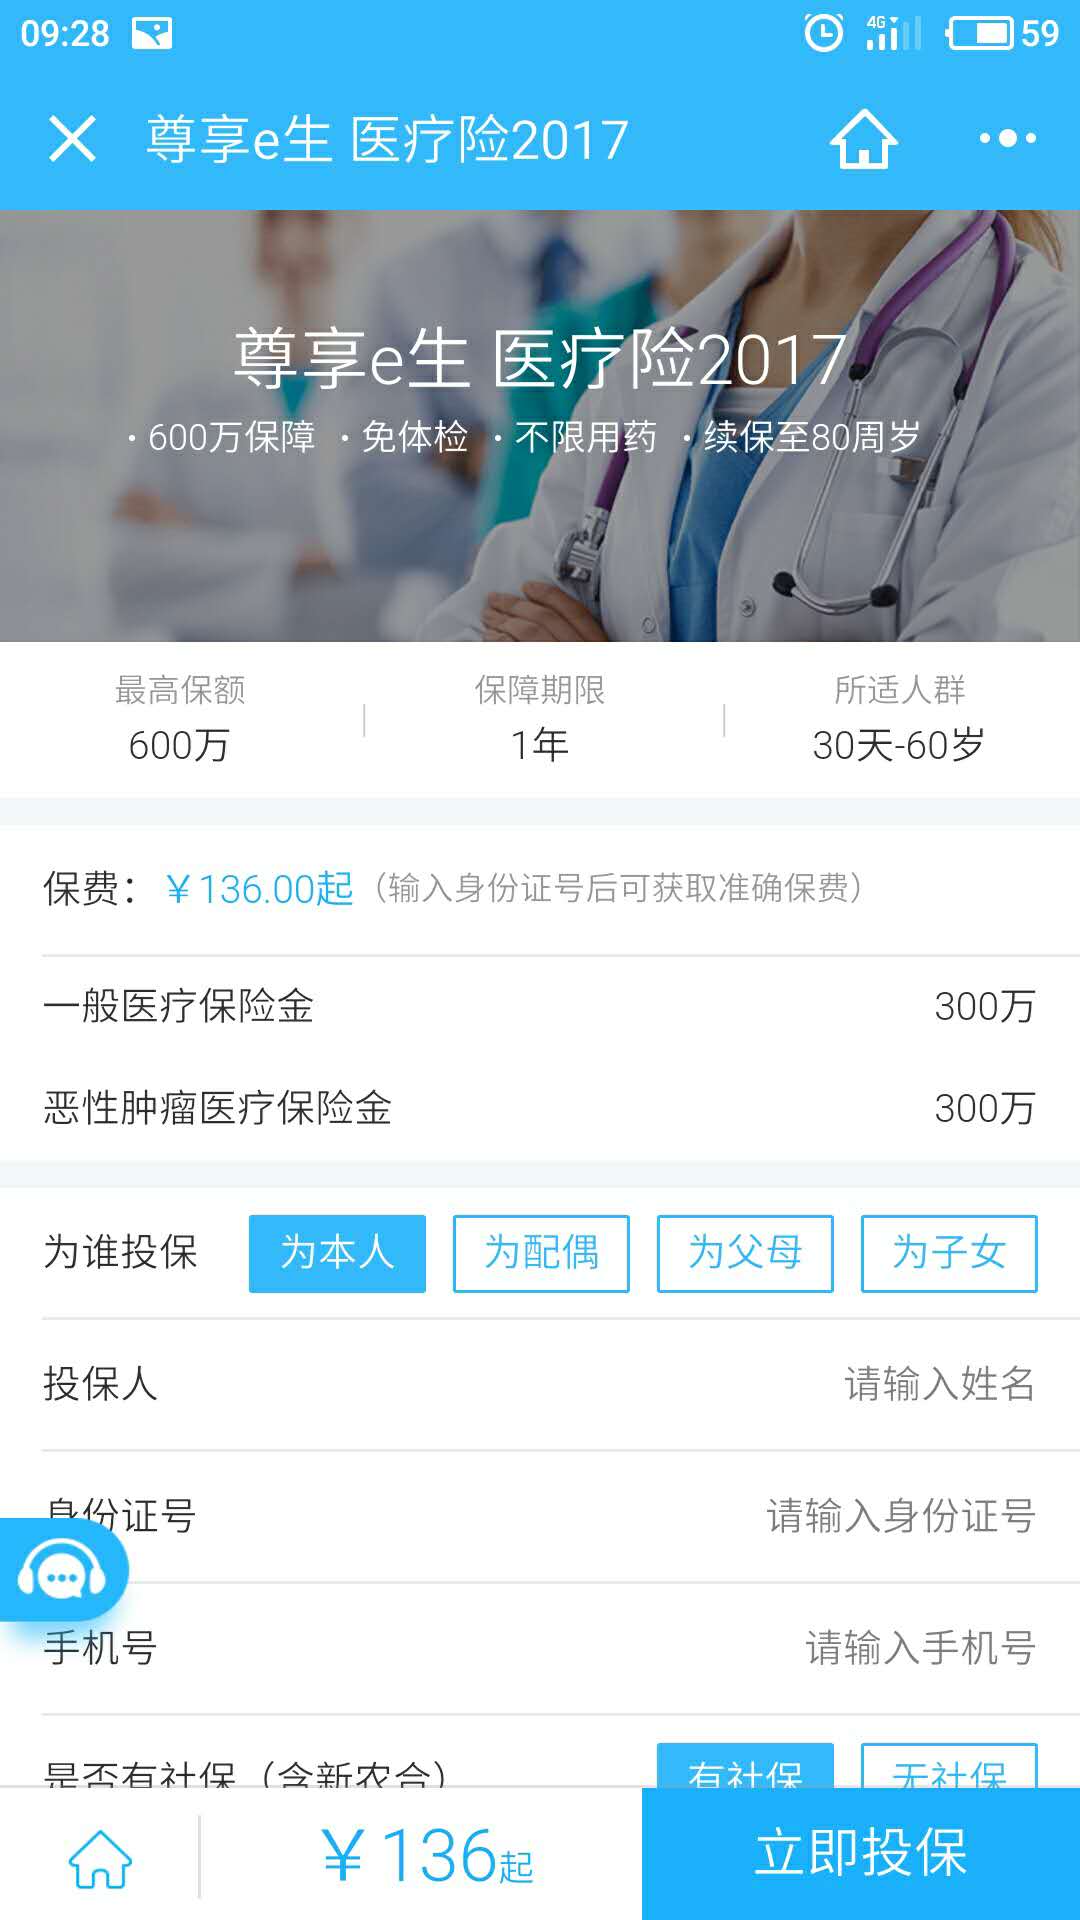 09:28
4G
59
尊享e生 医疗险2017
尊享e生 医疗险2017
·600万保障 ·免体检 ·不限用药 ·续保至80周岁
最高保额 保障期限 所适人群
600万 1年 30天-60岁
保费：￥136.00起（输入身份证号后可获取准确保费）
一般医疗保险金 300万
恶性肿瘤医疗保险金 300万
为谁投保 为本人 为配偶 为父母 为子女
投保人 请输入姓名
身份证号 请输入身份证号
手机号 请输入手机号
是否有社保（含新农合） 有社保 无社保
￥136起 立即投保